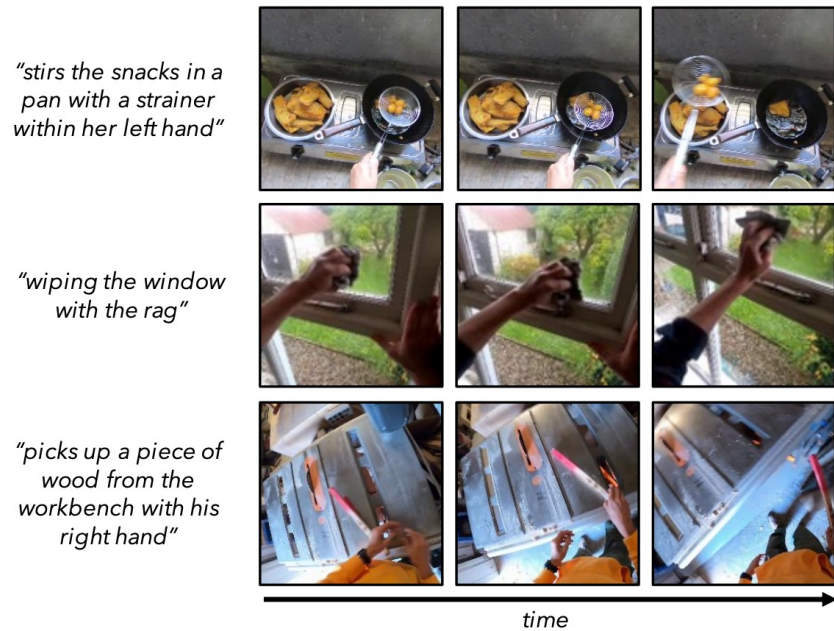 “stirs the snacks in a
pan with a strainer
within her left hand”
“wiping the window
with the rag”
“picks up a piece of
wood from the
workbench with his
right hand”
time